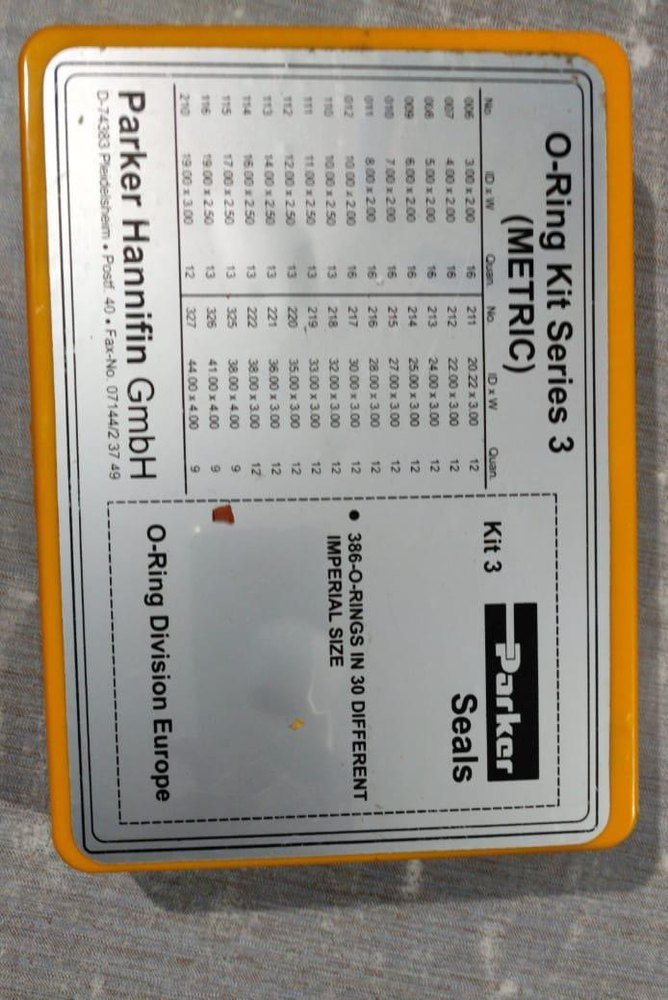 O-Ring Kit Series 3
(METRIC)
No. ID x W Quan. No. ID x W Quan.
006 3.00 x 2.00 16 211 20.22 x 3.00 12
007 4.00 x 2.00 16 212 22.00 x 3.00 12
008 5.00 x 2.00 16 213 24.00 x 3.00 12
009 6.00 x 2.00 16 214 25.00 x 3.00 12
010 7.00 x 2.00 16 215 27.00 x 3.00 12
011 8.00 x 2.00 16 216 28.00 x 3.00 12
012 10.00 x 2.00 16 217 30.00 x 3.00 12
110 10.00 x 2.50 13 218 32.00 x 3.00 12
111 11.00 x 2.50 13 219 33.00 x 3.00 12
112 12.00 x 2.50 13 220 35.00 x 3.00 12
113 14.00 x 2.50 13 221 36.00 x 3.00 12
114 16.00 x 2.50 13 222 38.00 x 3.00 12
115 17.00 x 2.50 13 325 38.00 x 4.00 9
116 19.00 x 2.50 13 326 41.00 x 4.00 9
210 19.00 x 3.00 12 327 44.00 x 4.00 9
Parker Hannifin GmbH
D-74383 Pleidelsheim • Postf. 40 • Fax-No. 07144/2 37 49
Kit 3
Parker
Seals
• 386-O-RINGS IN 30 DIFFERENT
IMPERIAL SIZE
O-Ring Division Europe